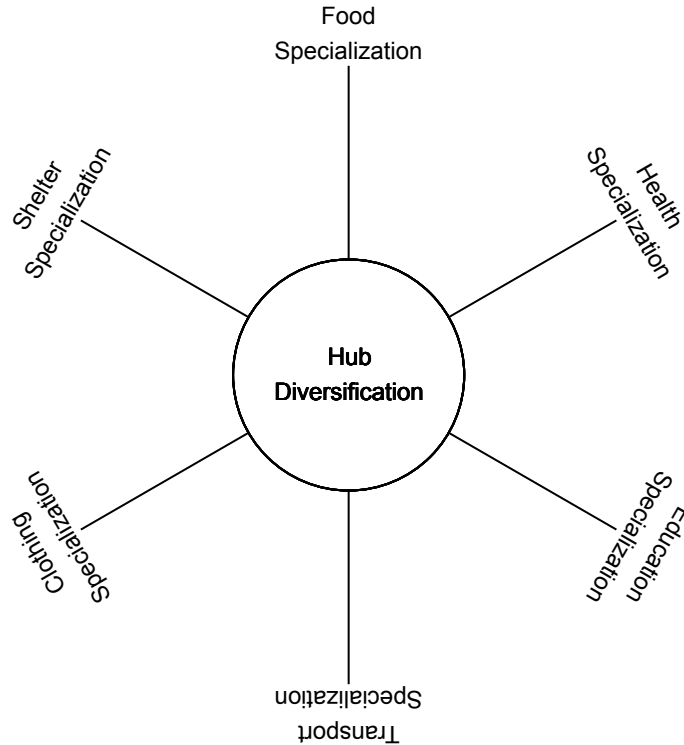 Food
Specialization
Health
Specialization
Education
Specialization
Transport
Specialization
Clothing
Specialization
Shelter
Specialization
Hub
Diversification